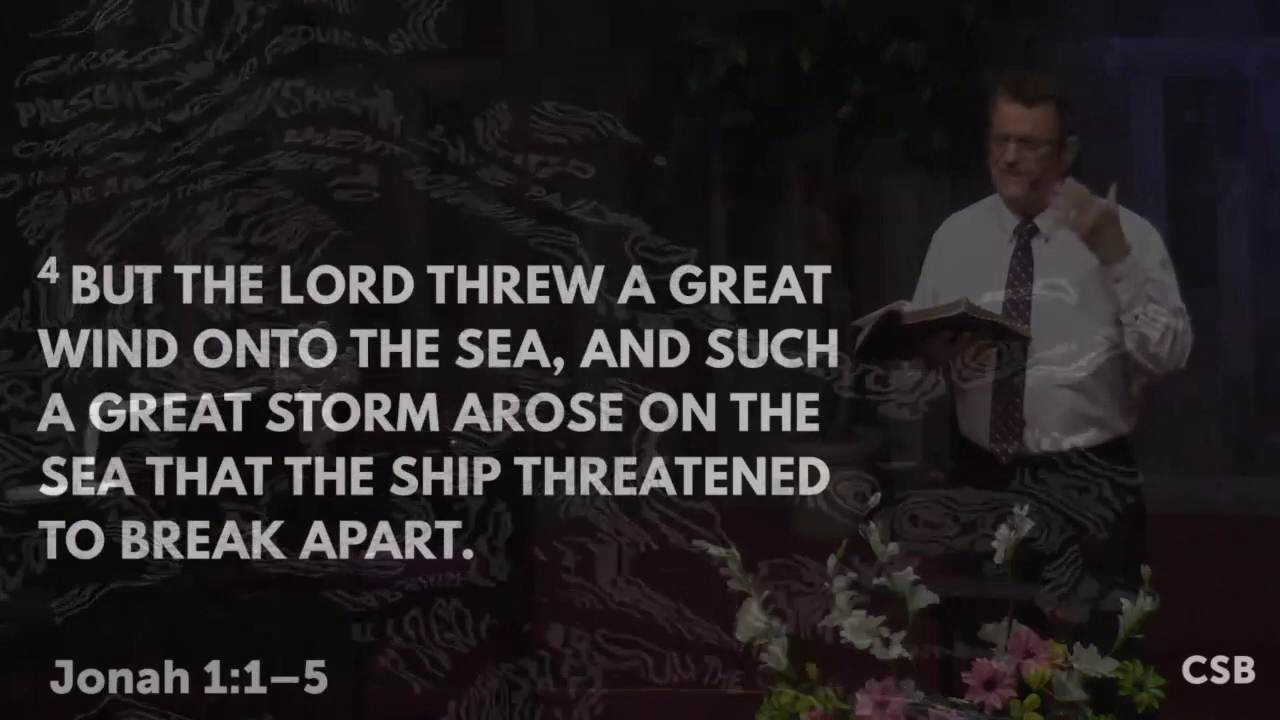 PRESENT
4 BUT THE LORD THREW A GREAT
WIND ONTO THE SEA, AND SUCH
A GREAT STORM AROSE ON THE
SEA THAT THE SHIP THREATENED
TO BREAK APART.
Jonah 1:1–5
CSB